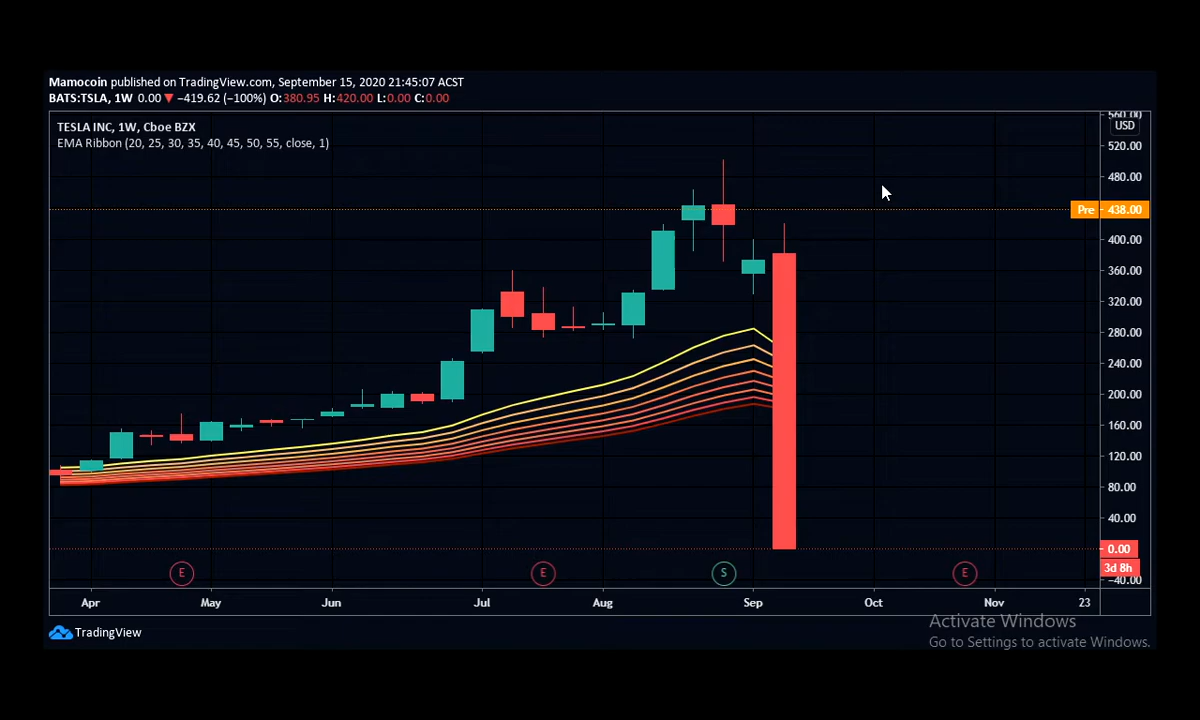 Mamocoin published on TradingView.com, September 15, 2020 21:45:07 ACST
BATS:TSLA, 1W 0.00 ▼ −419.62 (−100%) O:380.95 H:420.00 L:0.00 C:0.00
TESLA INC, 1W, Cboe BZX
EMA Ribbon (20, 25, 30, 35, 40, 45, 50, 55, close, 1)
560.00
USD
520.00
480.00
Pre 438.00
400.00
360.00
320.00
280.00
240.00
200.00
160.00
120.00
80.00
40.00
0.00
3d 8h
−40.00
E E S E
Apr May Jun Jul Aug Sep Oct Nov 23
TradingView
Activate Windows
Go to Settings to activate Windows.